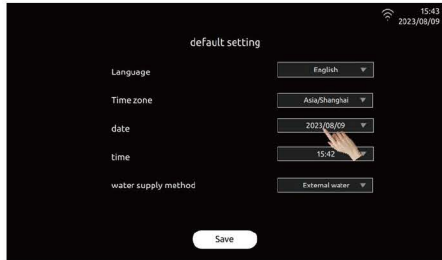 15:43
2023/08/09
default setting
Language English
Time zone Asia/Shanghai
date 2023/08/09
time 15:42
water supply method External water
Save